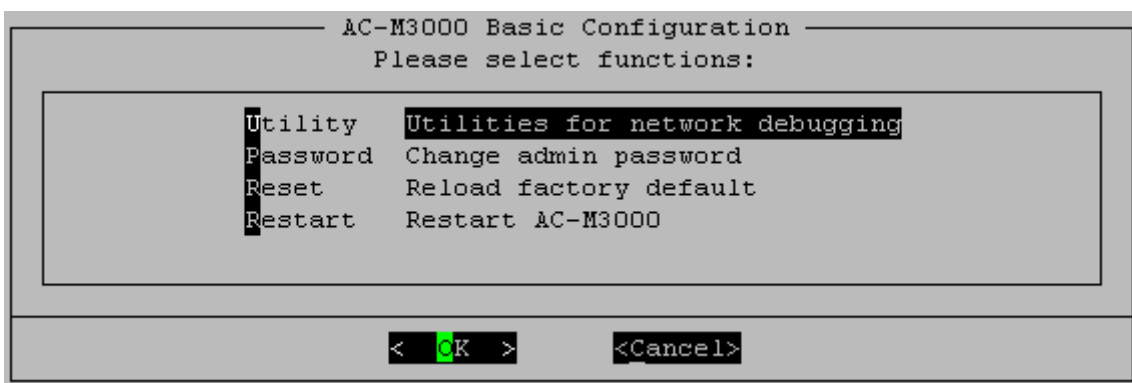 AC-M3000 Basic Configuration
Please select functions:
Utility Utilities for network debugging
Password Change admin password
Reset Reload factory default
Restart Restart AC-M3000
< OK > <Cancel>